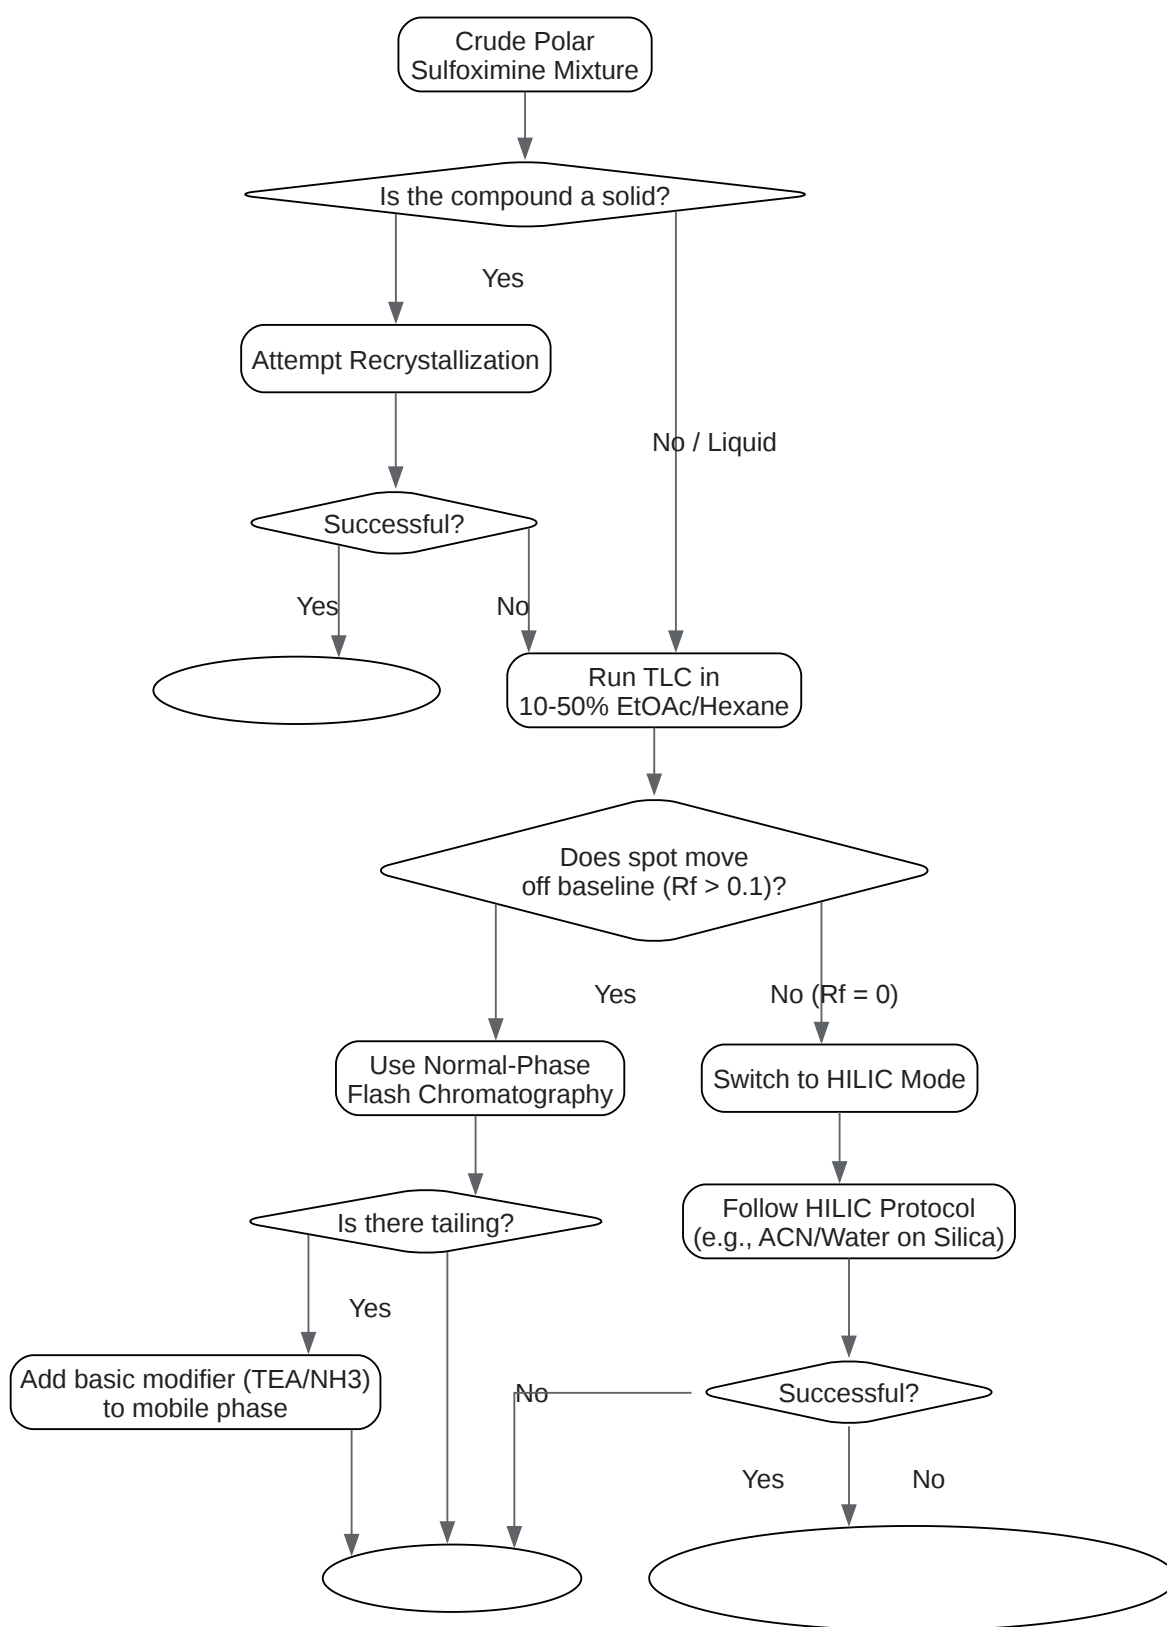 Crude Polar
Sulfoximine Mixture
Is the compound a solid?
Yes
Attempt Recrystallization
No / Liquid
Successful?
Yes
No
Run TLC in
10-50% EtOAc/Hexane
Does spot move
off baseline (Rf > 0.1)?
Yes
No (Rf = 0)
Use Normal-Phase
Flash Chromatography
Switch to HILIC Mode
Is there tailing?
Follow HILIC Protocol
(e.g., ACN/Water on Silica)
Yes
Add basic modifier (TEA/NH3)
to mobile phase
No
Successful?
Yes
No